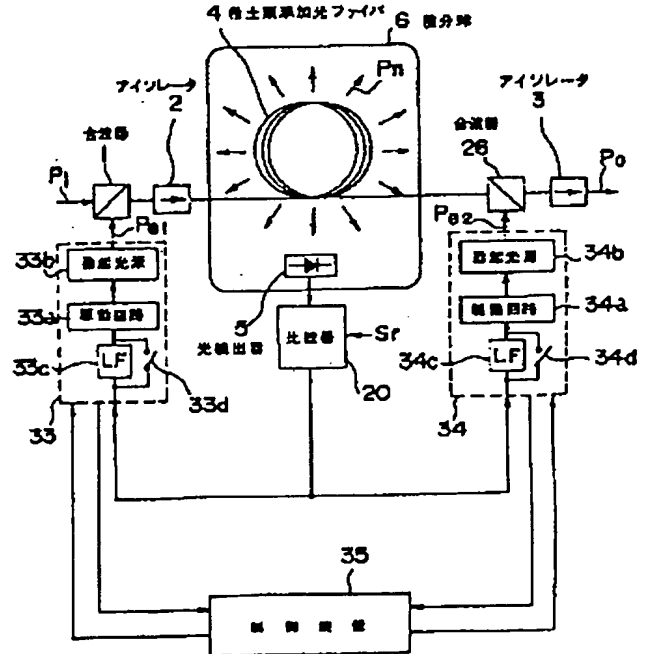 4 希土類添加光ファイバ
6 積分球
Pn
アイソレータ
2
合波器
1
Pi
アイソレータ
3
合波器
26
Po
Pe1
Pe2
33b
励起光源
33a
駆動回路
33c
LF
33d
33
5
光検出器
比較器
Sr
20
励起光源
34b
駆動回路
34a
34c
LF
34d
34
35
制御装置